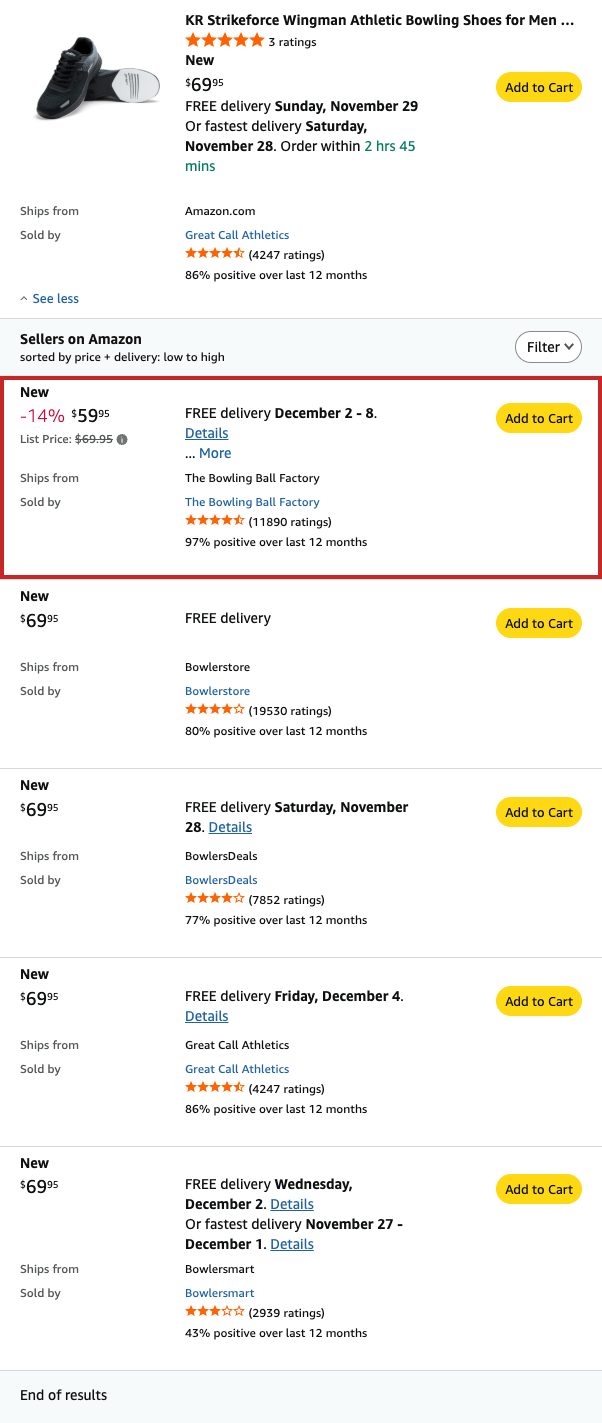 KR Strikeforce Wingman Athletic Bowling Shoes for Men ...
3 ratings
New
$69 95
FREE delivery Sunday, November 29
Add to Cart
Or fastest delivery Saturday,
November 28. Order within 2 hrs 45
mins
Ships from Amazon.com
Sold by Great Call Athletics
(4247 ratings)
86% positive over last 12 months
See less
Sellers on Amazon
sorted by price + delivery: low to high
Filter
New
-14% $59 95 FREE delivery December 2 - 8. Add to Cart
List Price: $69.95 Details
... More
Ships from The Bowling Ball Factory
Sold by The Bowling Ball Factory
(11890 ratings)
97% positive over last 12 months
New
$69 95 FREE delivery Add to Cart
Ships from Bowlerstore
Sold by Bowlerstore
(19530 ratings)
80% positive over last 12 months
New
$69 95 FREE delivery Saturday, November Add to Cart
28. Details
Ships from BowlersDeals
Sold by BowlersDeals
(7852 ratings)
77% positive over last 12 months
New
$69 95 FREE delivery Friday, December 4. Add to Cart
Details
Ships from Great Call Athletics
Sold by Great Call Athletics
(4247 ratings)
86% positive over last 12 months
New
$69 95 FREE delivery Wednesday, Add to Cart
December 2. Details
Or fastest delivery November 27 -
December 1. Details
Ships from Bowlersmart
Sold by Bowlersmart
(2939 ratings)
43% positive over last 12 months
End of results